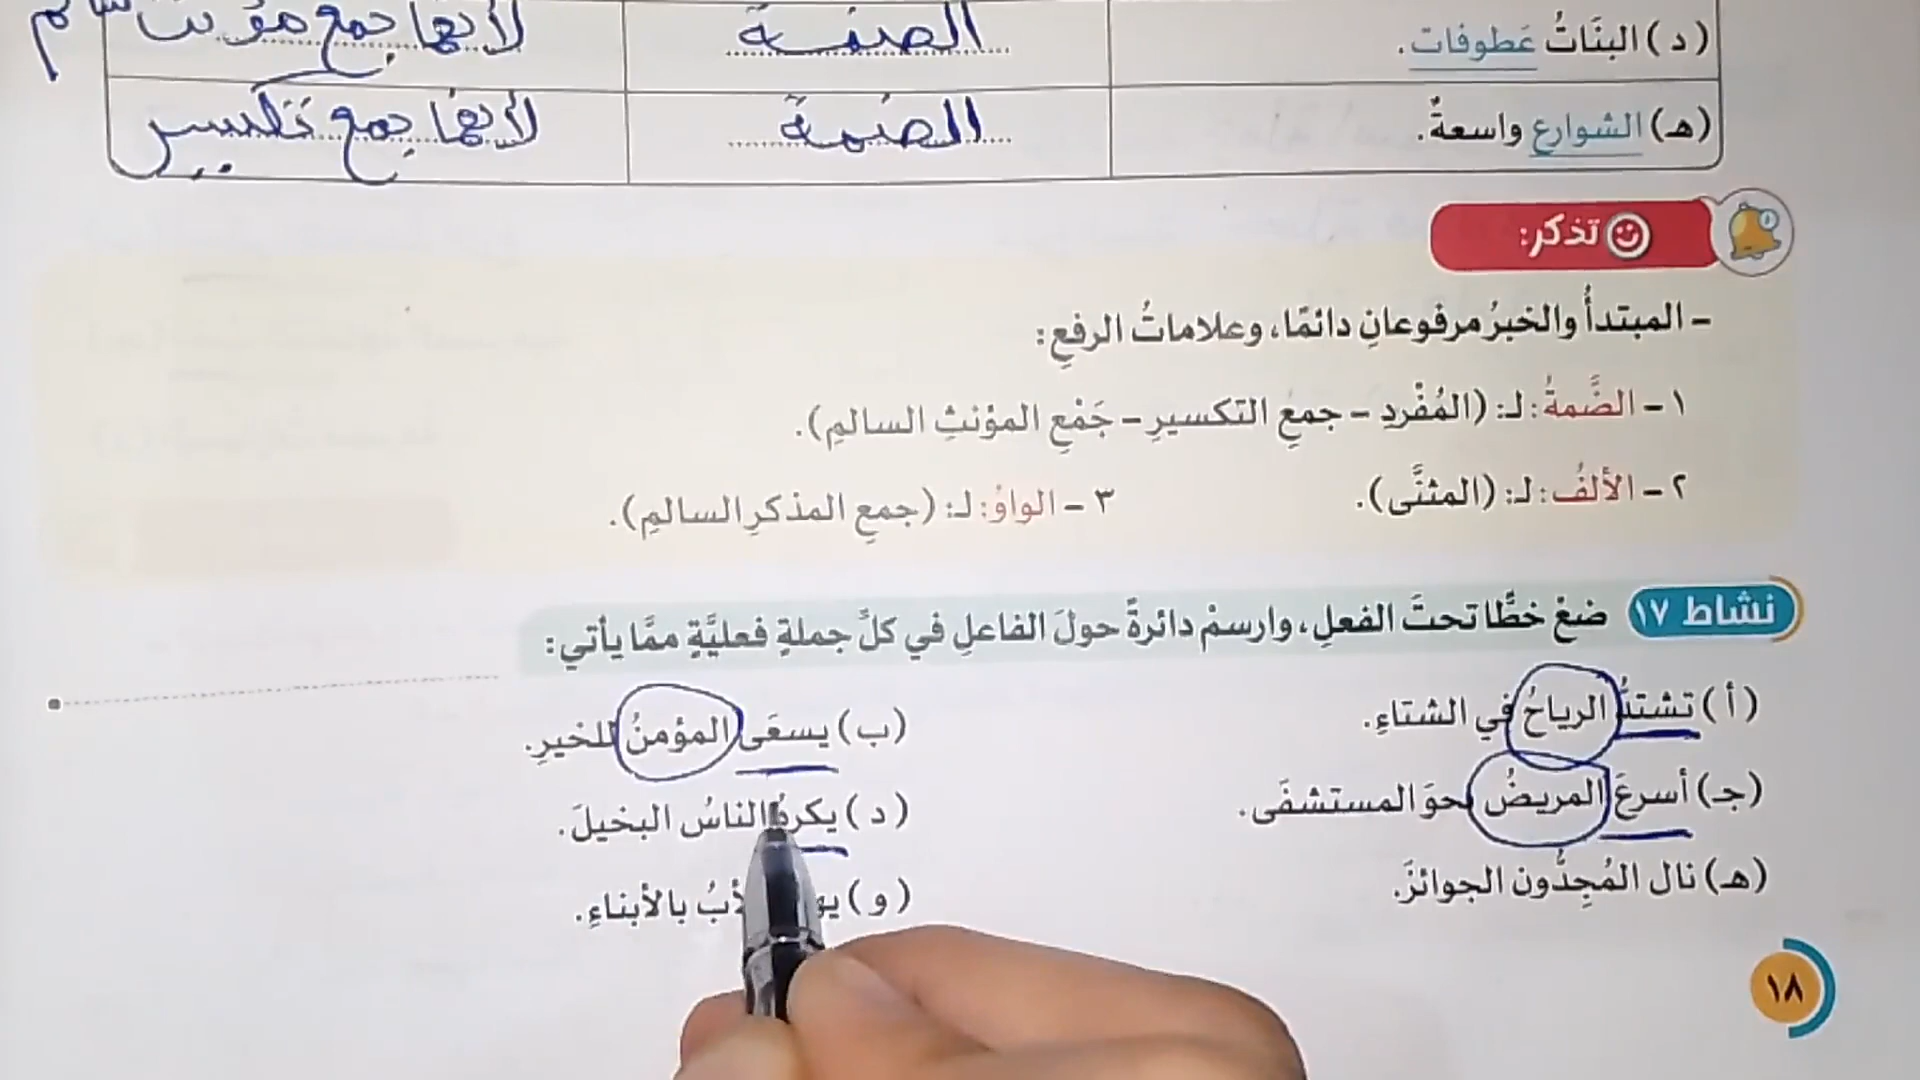 (د) البنَاتُ عَطوفات. الضمة لأنها جمع مؤنث سالم
(هـ) الشوارع واسعةٌ. الضمة لأنها جمع تكسير
تذكر:
- المبتدأُ والخبرُ مرفوعانِ دائمًا، وعلاماتُ الرفعِ:
١ - الضَّمةُ: لـ: (المُفْردِ - جمعِ التكسيرِ - جَمْعِ المؤنثِ السالمِ).
٢ - الألفُ: لـ: (المثنَّى). ٣ - الواوُ: لـ: (جمعِ المذكرِ السالمِ).
نشاط ١٧ ضعْ خطًّا تحتَ الفعلِ، وارسمْ دائرةً حولَ الفاعلِ في كلِّ جملةٍ فعليَّةٍ ممَّا يأتي:
(أ) تشتدُّ الرياحُ في الشتاءِ. (ب) يسعَى المؤمنُ للخيرِ.
(جـ) أسرعَ المريضُ نحوَ المستشفَى. (د) يكرهُ الناسُ البخيلَ.
(هـ) نال المُجِدُّون الجوائزَ. (و) بالأبناءِ.
١٨